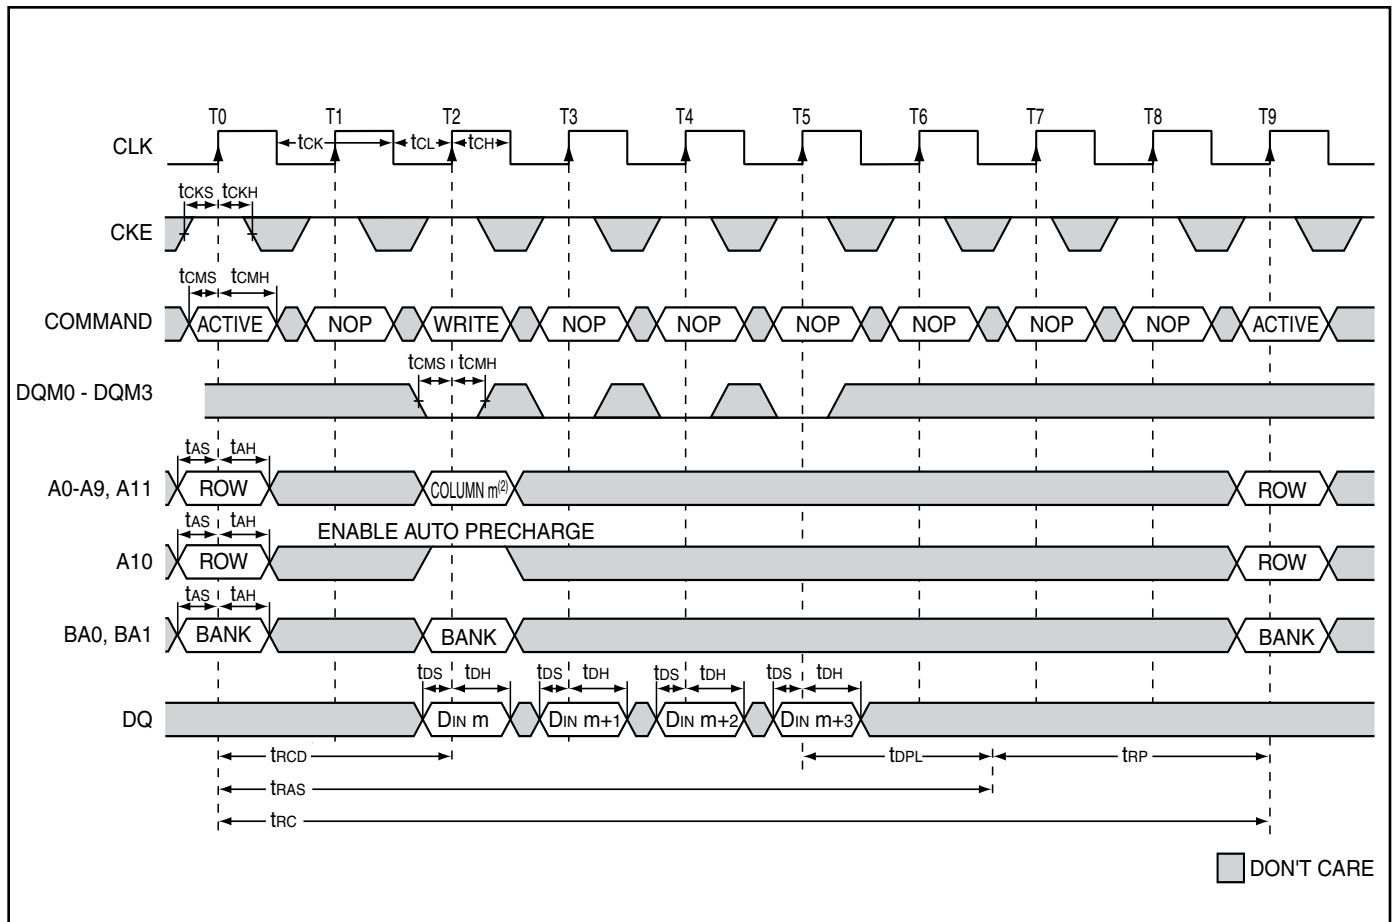 T0 T1 T2 T3 T4 T5 T6 T7 T8 T9
CLK tCK tCL tCH
tCKS tCKH
CKE
tCMS tCMH
COMMAND ACTIVE NOP WRITE NOP NOP NOP NOP NOP NOP ACTIVE
tCMS tCMH
DQM0 - DQM3
tAS tAH
A0-A9, A11 ROW COLUMN m(2) ROW
tAS tAH ENABLE AUTO PRECHARGE
A10 ROW ROW
tAS tAH
BA0, BA1 BANK BANK BANK
tDS tDH tDS tDH tDS tDH tDS tDH
DQ DIN m DIN m+1 DIN m+2 DIN m+3
tRCD tDPL tRP
tRAS
tRC
DON'T CARE